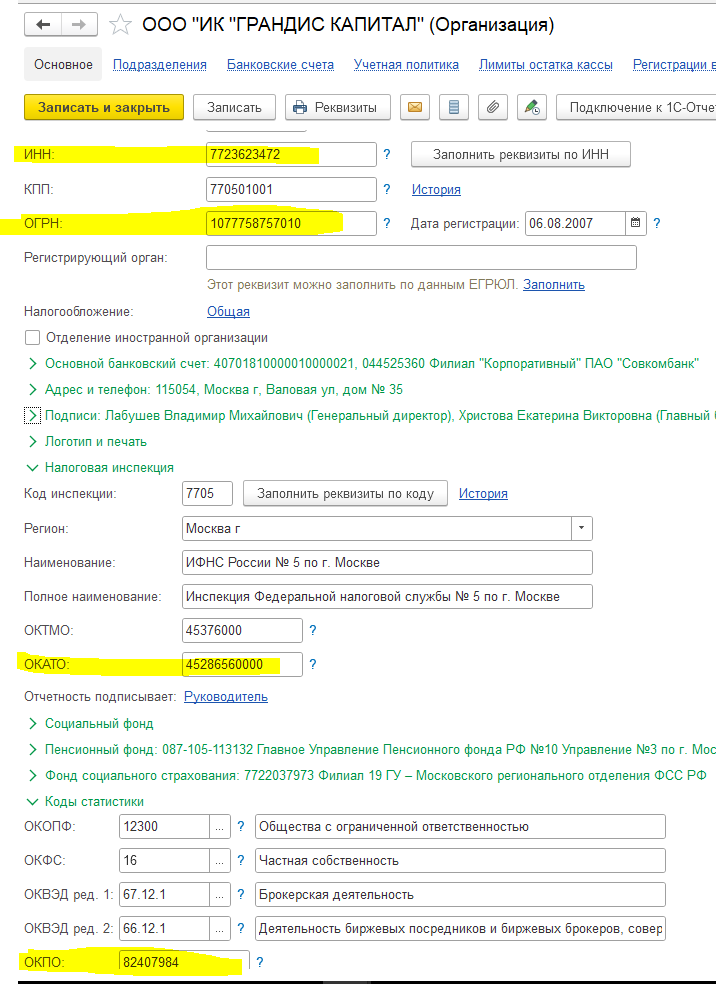 ООО "ИК "ГРАНДИС КАПИТАЛ" (Организация)
Основное Подразделения Банковские счета Учетная политика Лимиты остатка кассы Регистрации в
Записать и закрыть Записать Реквизиты Подключение к 1С-Отче
ИНН: 7723623472 ? Заполнить реквизиты по ИНН
КПП: 770501001 ? История
ОГРН: 1077758757010 ? Дата регистрации: 06.08.2007 ?
Регистрирующий орган:
Этот реквизит можно заполнить по данным ЕГРЮЛ. Заполнить
Налогообложение: Общая
Отделение иностранной организации
Основной банковский счет: 40701810000010000021, 044525360 Филиал "Корпоративный" ПАО "Совкомбанк"
Адрес и телефон: 115054, Москва г, Валовая ул, дом № 35
Подписи: Лабушев Владимир Михайлович (Генеральный директор), Христова Екатерина Викторовна (Главный
Логотип и печать
Налоговая инспекция
Код инспекции: 7705 Заполнить реквизиты по коду История
Регион: Москва г
Наименование: ИФНС России № 5 по г. Москве
Полное наименование: Инспекция Федеральной налоговой службы № 5 по г. Москве
ОКТМО: 45376000 ?
ОКАТО: 45286560000 ?
Отчетность подписывает: Руководитель
Социальный фонд
Пенсионный фонд: 087-105-113132 Главное Управление Пенсионного фонда РФ №10 Управление №3 по г. Мос
Фонд социального страхования: 7722037973 Филиал 19 ГУ – Московского регионального отделения ФСС РФ
Коды статистики
ОКОПФ: 12300 ... ? Общества с ограниченной ответственностью
ОКФС: 16 ... ? Частная собственность
ОКВЭД ред. 1: 67.12.1 ... ? Брокерская деятельность
ОКВЭД ред. 2: 66.12.1 ... ? Деятельность биржевых посредников и биржевых брокеров, совер
ОКПО: 82407984 ?